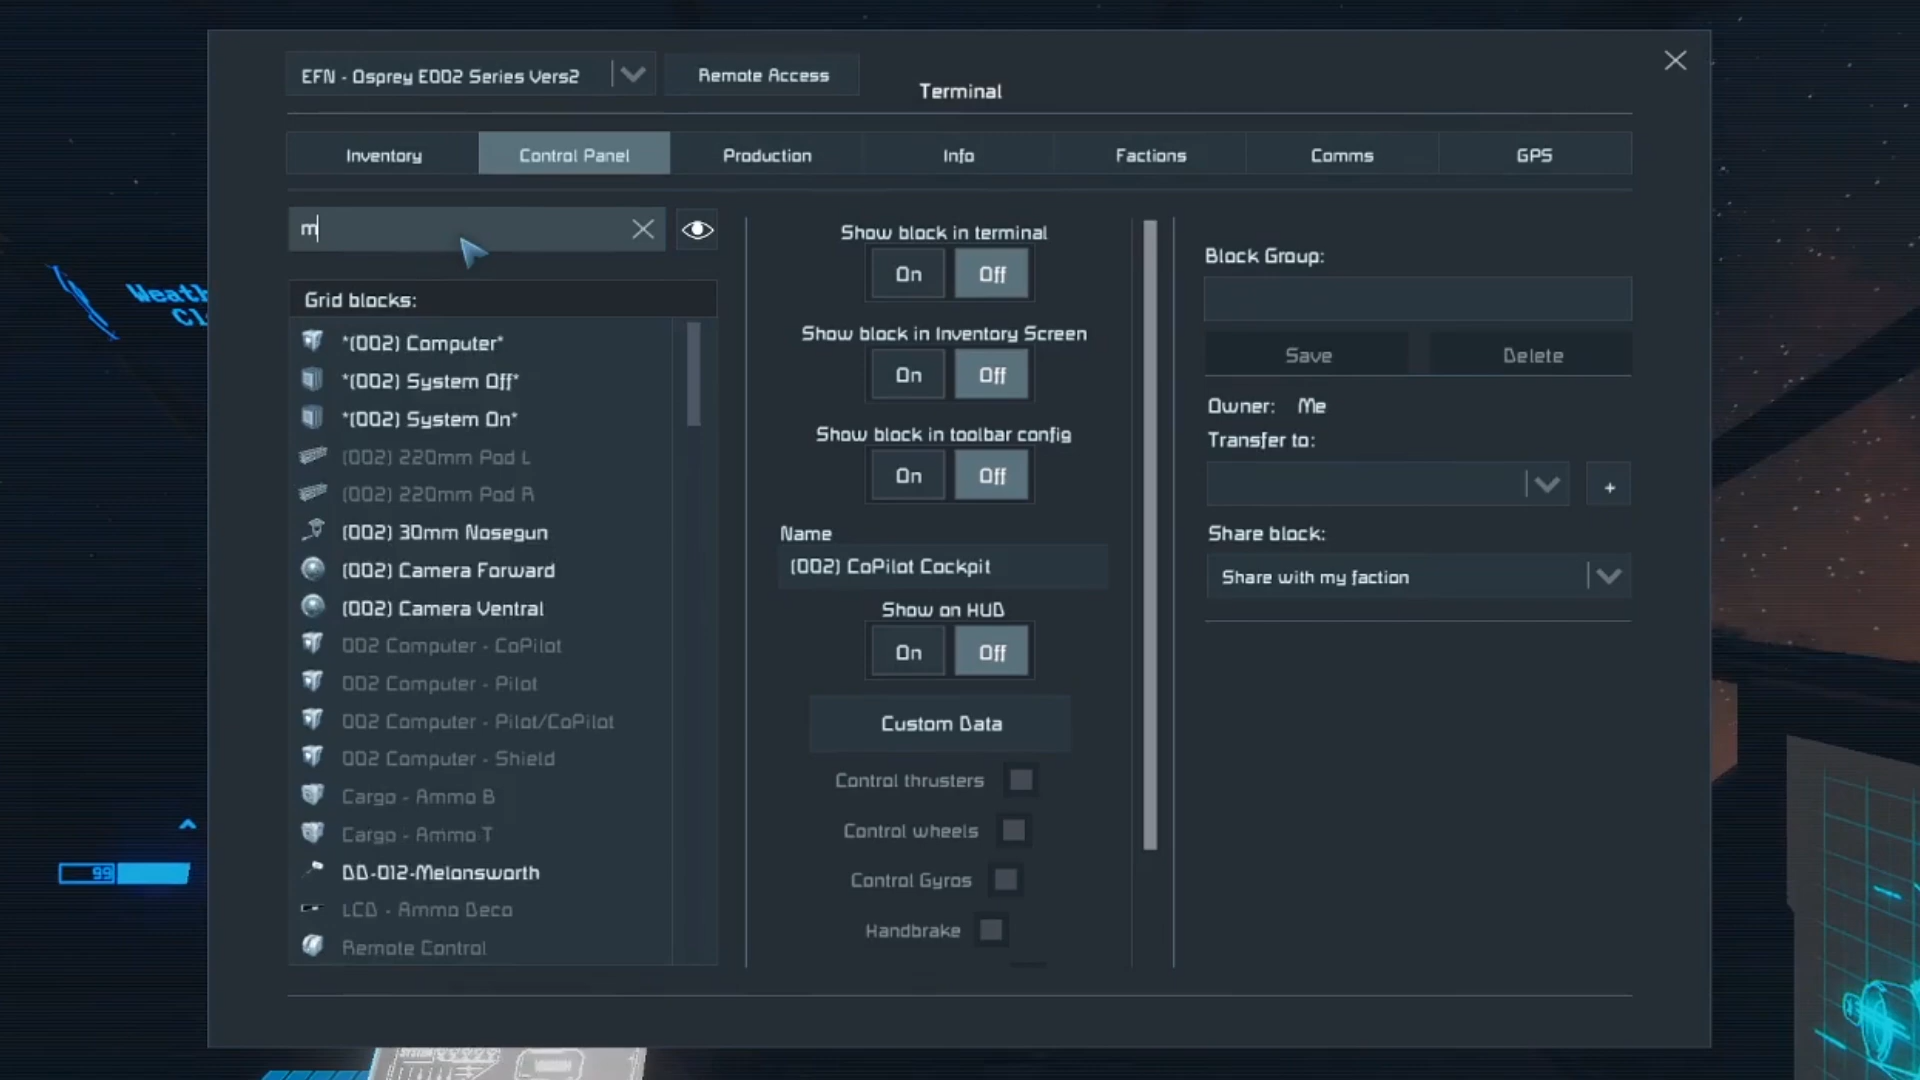 EFN - Osprey E002 Series Vers2
Remote Access
Terminal
Inventory
Control Panel
Production
Info
Factions
Comms
GPS
m
Grid blocks:
*(002) Computer*
*(002) System Off*
*(002) System On*
(002) 220mm Pod L
(002) 220mm Pod R
(002) 30mm Nosegun
(002) Camera Forward
(002) Camera Ventral
002 Computer - CoPilot
002 Computer - Pilot
002 Computer - Pilot/CoPilot
002 Computer - Shield
Cargo - Ammo B
Cargo - Ammo T
DD-012-Melonsworth
LCD - Ammo Deco
Remote Control
Show block in terminal
On Off
Show block in Inventory Screen
On Off
Show block in toolbar config
On Off
Name
(002) CoPilot Cockpit
Show on HUD
On Off
Custom Data
Control thrusters
Control wheels
Control Gyros
Handbrake
Block Group:
Save
Delete
Owner: Me
Transfer to:
+
Share block:
Share with my faction
99